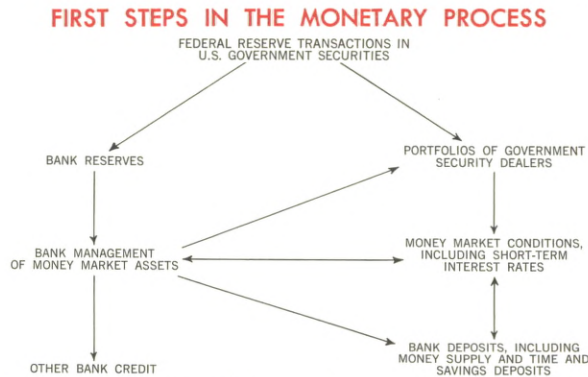 FIRST STEPS IN THE MONETARY PROCESS
FEDERAL RESERVE TRANSACTIONS IN
U.S. GOVERNMENT SECURITIES
BANK RESERVES
PORTFOLIOS OF GOVERNMENT
SECURITY DEALERS
BANK MANAGEMENT
OF MONEY MARKET ASSETS
MONEY MARKET CONDITIONS,
INCLUDING SHORT-TERM
INTEREST RATES
OTHER BANK CREDIT
BANK DEPOSITS, INCLUDING
MONEY SUPPLY AND TIME AND
SAVINGS DEPOSITS